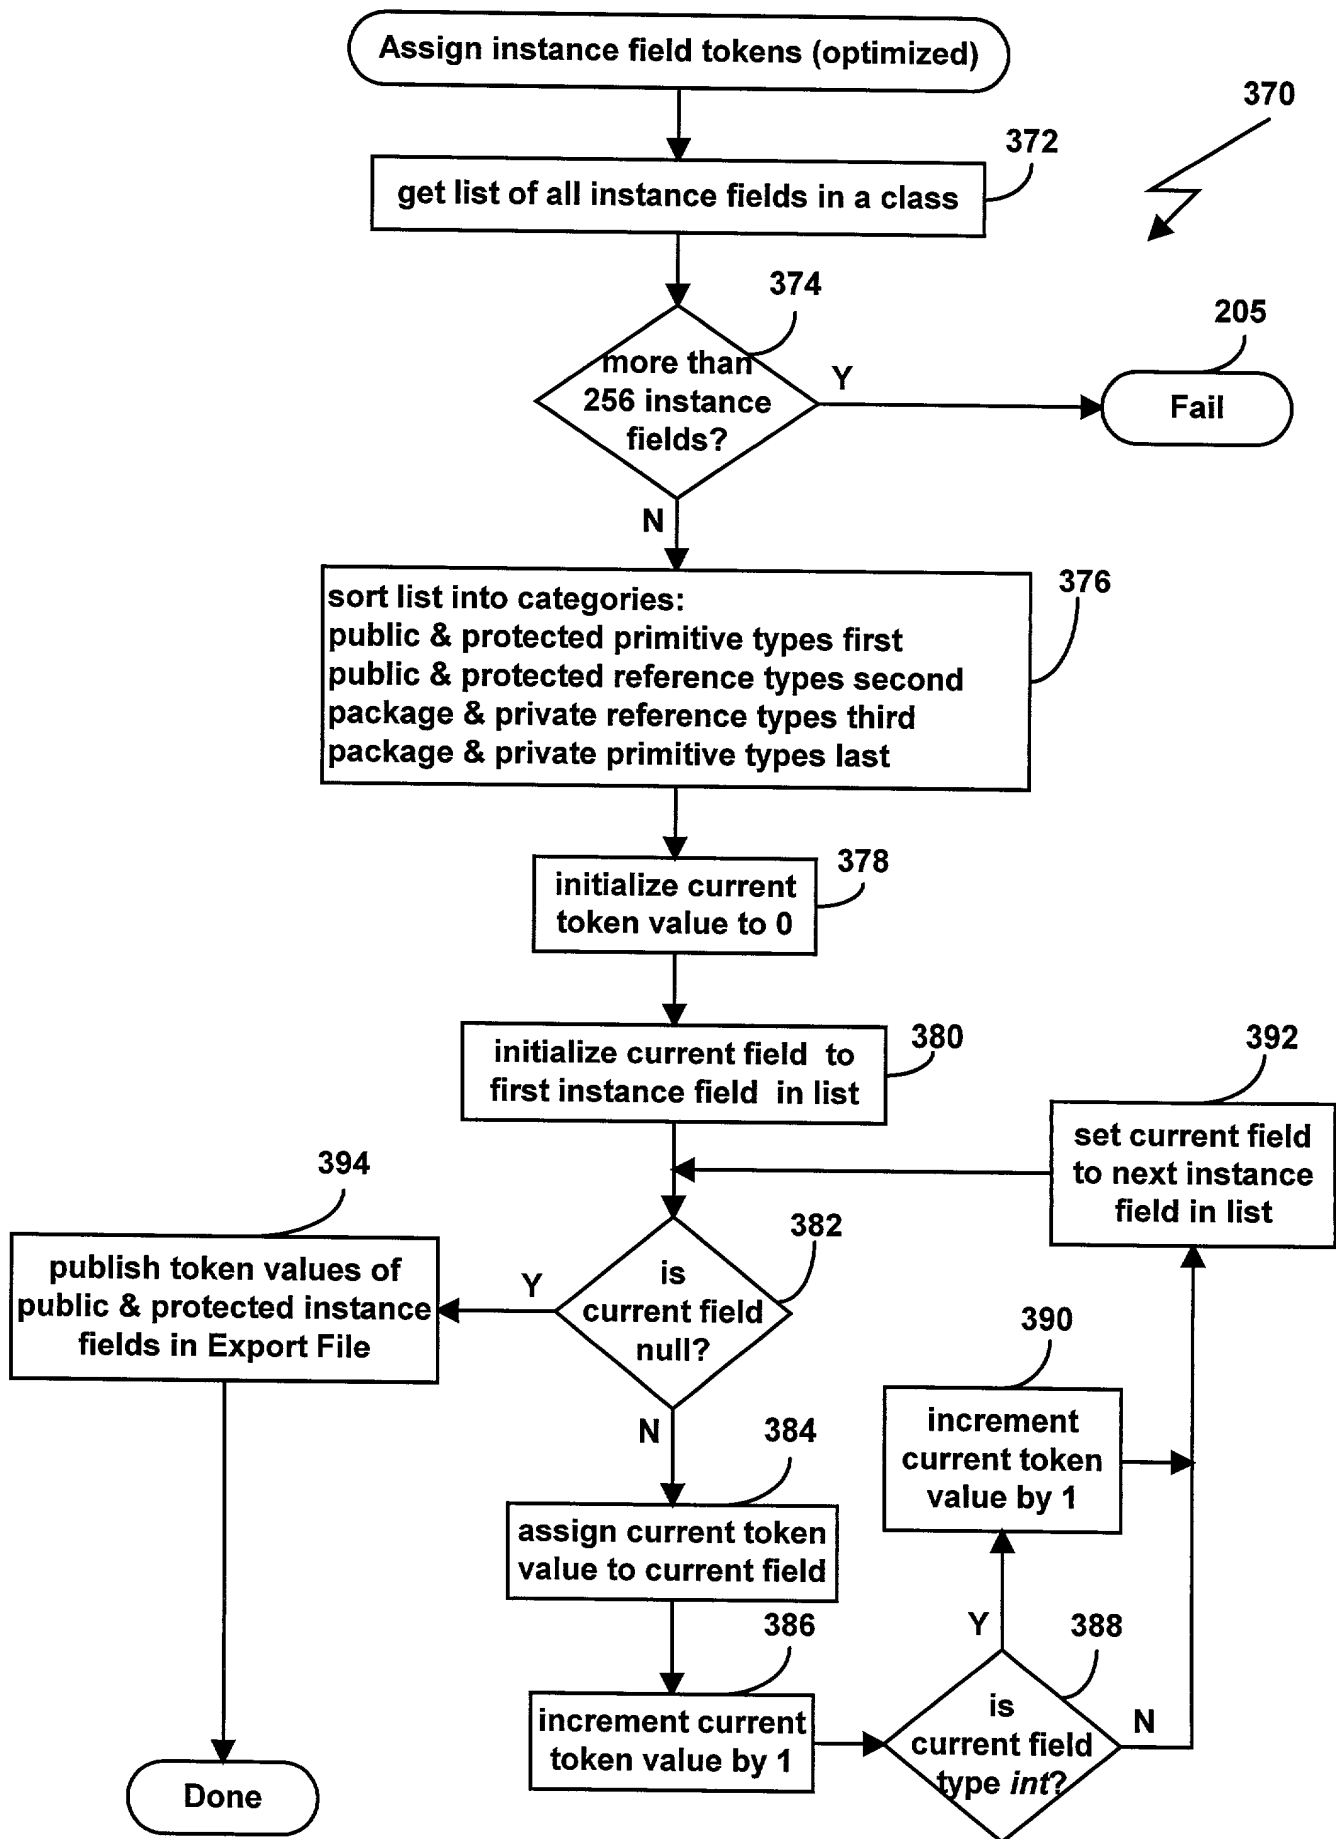 Assign instance field tokens (optimized)
370
372
get list of all instance fields in a class
374
more than
256 instance
fields?
Y
205
Fail
N
376
sort list into categories:
public & protected primitive types first
public & protected reference types second
package & private reference types third
package & private primitive types last
378
initialize current
token value to 0
380
initialize current field to
first instance field in list
392
set current field
to next instance
field in list
394
publish token values of
public & protected instance
fields in Export File
Y
382
is
current field
null?
390
increment
current token
value by 1
N
384
assign current token
value to current field
386
increment current
token value by 1
Y
388
is
current field
type int?
N
Done